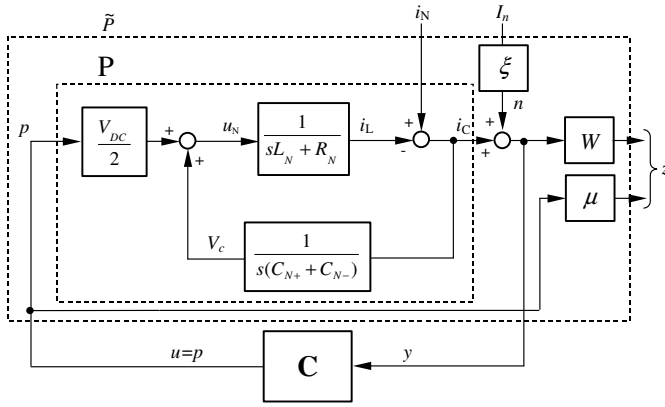 P̃
i_N
I_n
P
ξ
n
p
V_DC / 2
+
+
u_N
1 / (sL_N + R_N)
i_L
+
-
i_C
+
+
W
z
μ
V_c
1 / (s(C_N+ + C_N-))
u=p
C
y